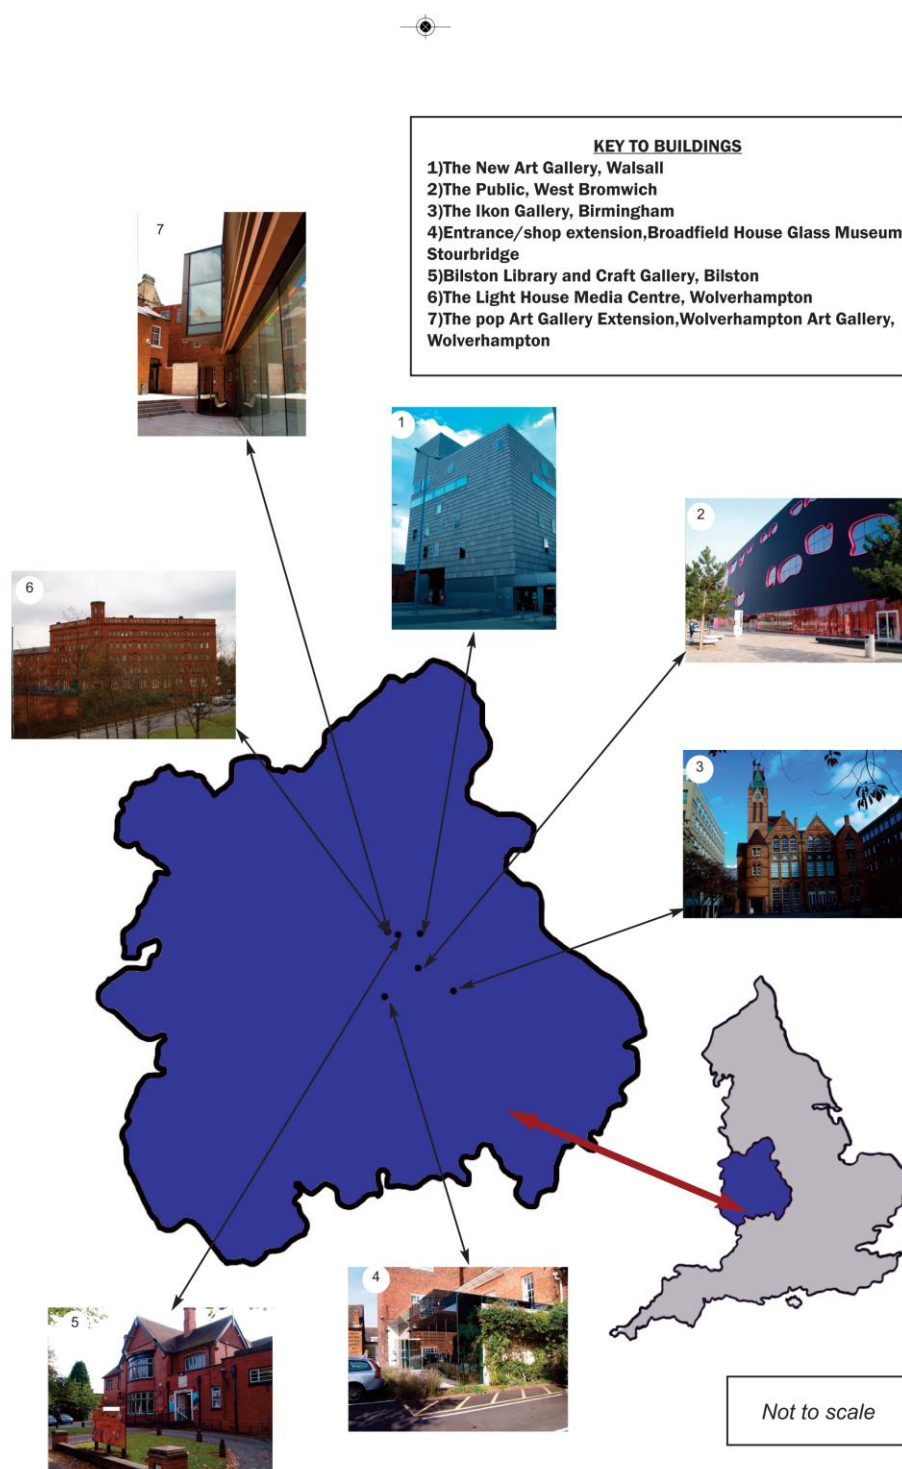 KEY TO BUILDINGS
1)The New Art Gallery, Walsall
2)The Public, West Bromwich
3)The Ikon Gallery, Birmingham
4)Entrance/shop extension,Broadfield House Glass Museum
Stourbridge
5)Bilston Library and Craft Gallery, Bilston
6)The Light House Media Centre, Wolverhampton
7)The pop Art Gallery Extension,Wolverhampton Art Gallery,
Wolverhampton
7
1
2
6
3
4
5
Not to scale